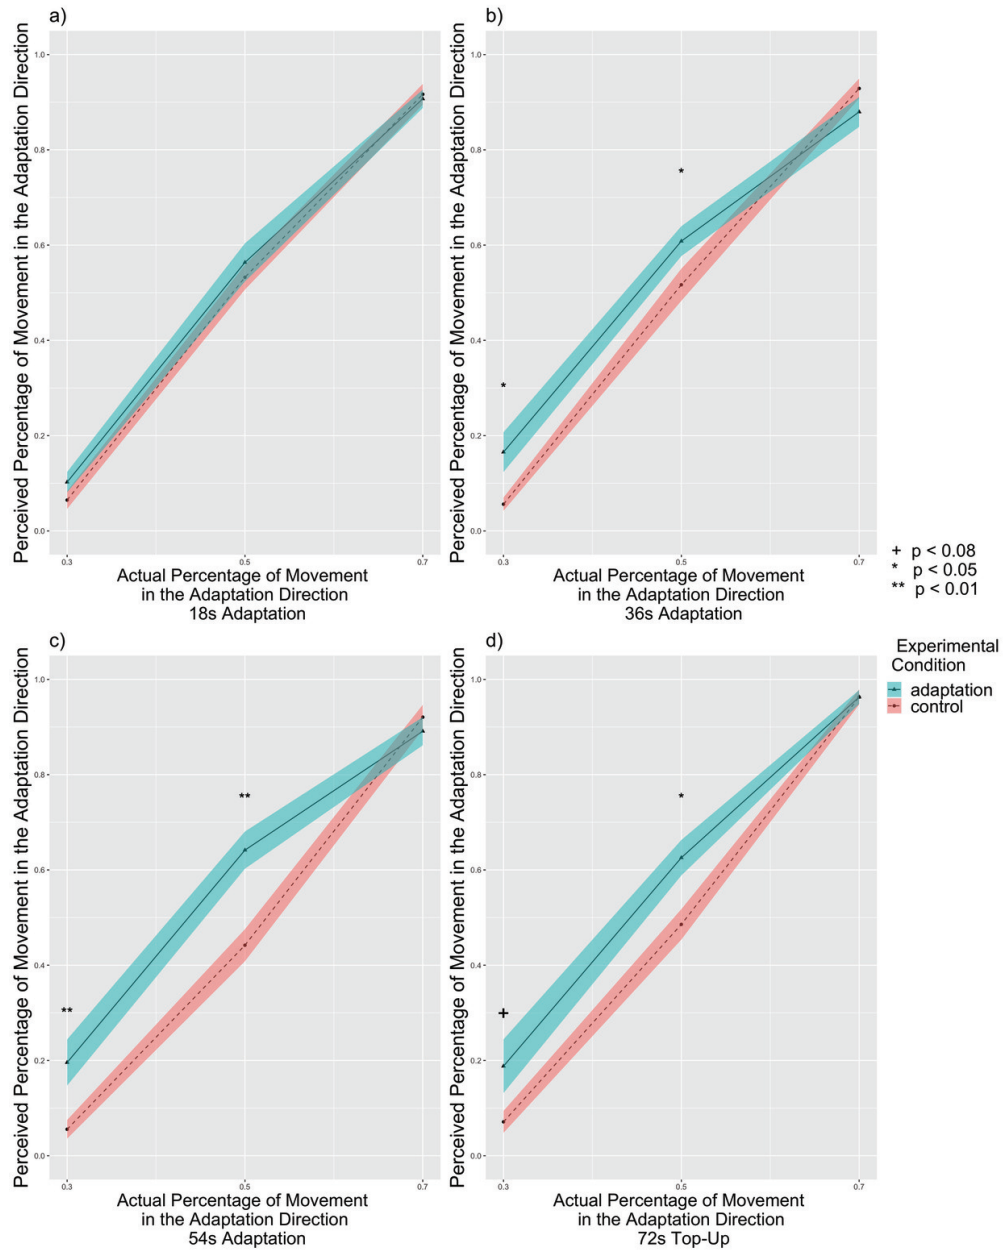 a)
Perceived Percentage of Movement in the Adaptation Direction
1.0
0.8
0.6
0.4
0.2
0.0
0.3
0.5
0.7
Actual Percentage of Movement
in the Adaptation Direction
18s Adaptation
b)
Perceived Percentage of Movement in the Adaptation Direction
1.0
0.8
0.6
0.4
0.2
0.0
*
*
0.3
0.5
0.7
Actual Percentage of Movement
in the Adaptation Direction
36s Adaptation
+ p < 0.08
* p < 0.05
** p < 0.01
c)
Perceived Percentage of Movement in the Adaptation Direction
1.0
0.8
0.6
0.4
0.2
0.0
**
**
0.3
0.5
0.7
Actual Percentage of Movement
in the Adaptation Direction
54s Adaptation
d)
Perceived Percentage of Movement in the Adaptation Direction
1.0
0.8
0.6
0.4
0.2
0.0
*
+
0.3
0.5
0.7
Actual Percentage of Movement
in the Adaptation Direction
72s Top-Up
Experimental
Condition
adaptation
control